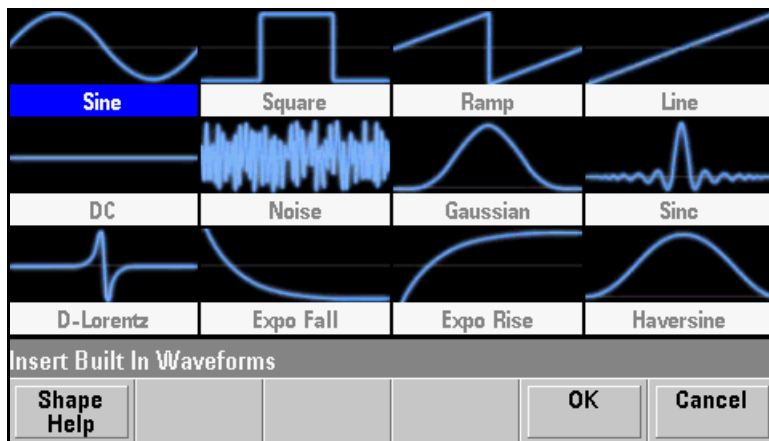 Sine Square Ramp Line
DC Noise Gaussian Sinc
D-Lorentz Expo Fall Expo Rise Haversine
Insert Built In Waveforms
Shape OK Cancel
Help